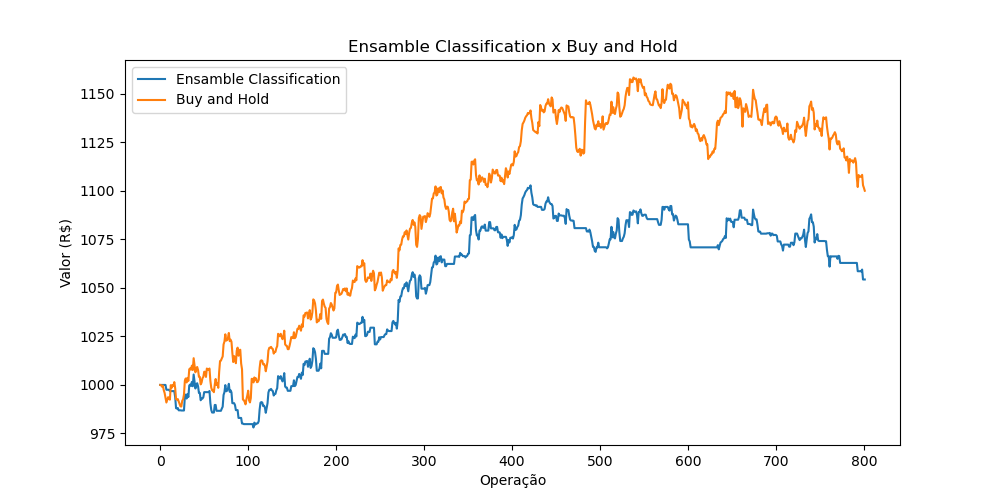 Ensamble Classification x Buy and Hold
Ensamble Classification
Buy and Hold
Valor (R$)
1150
1125
1100
1075
1050
1025
1000
975
0 100 200 300 400 500 600 700 800
Operação